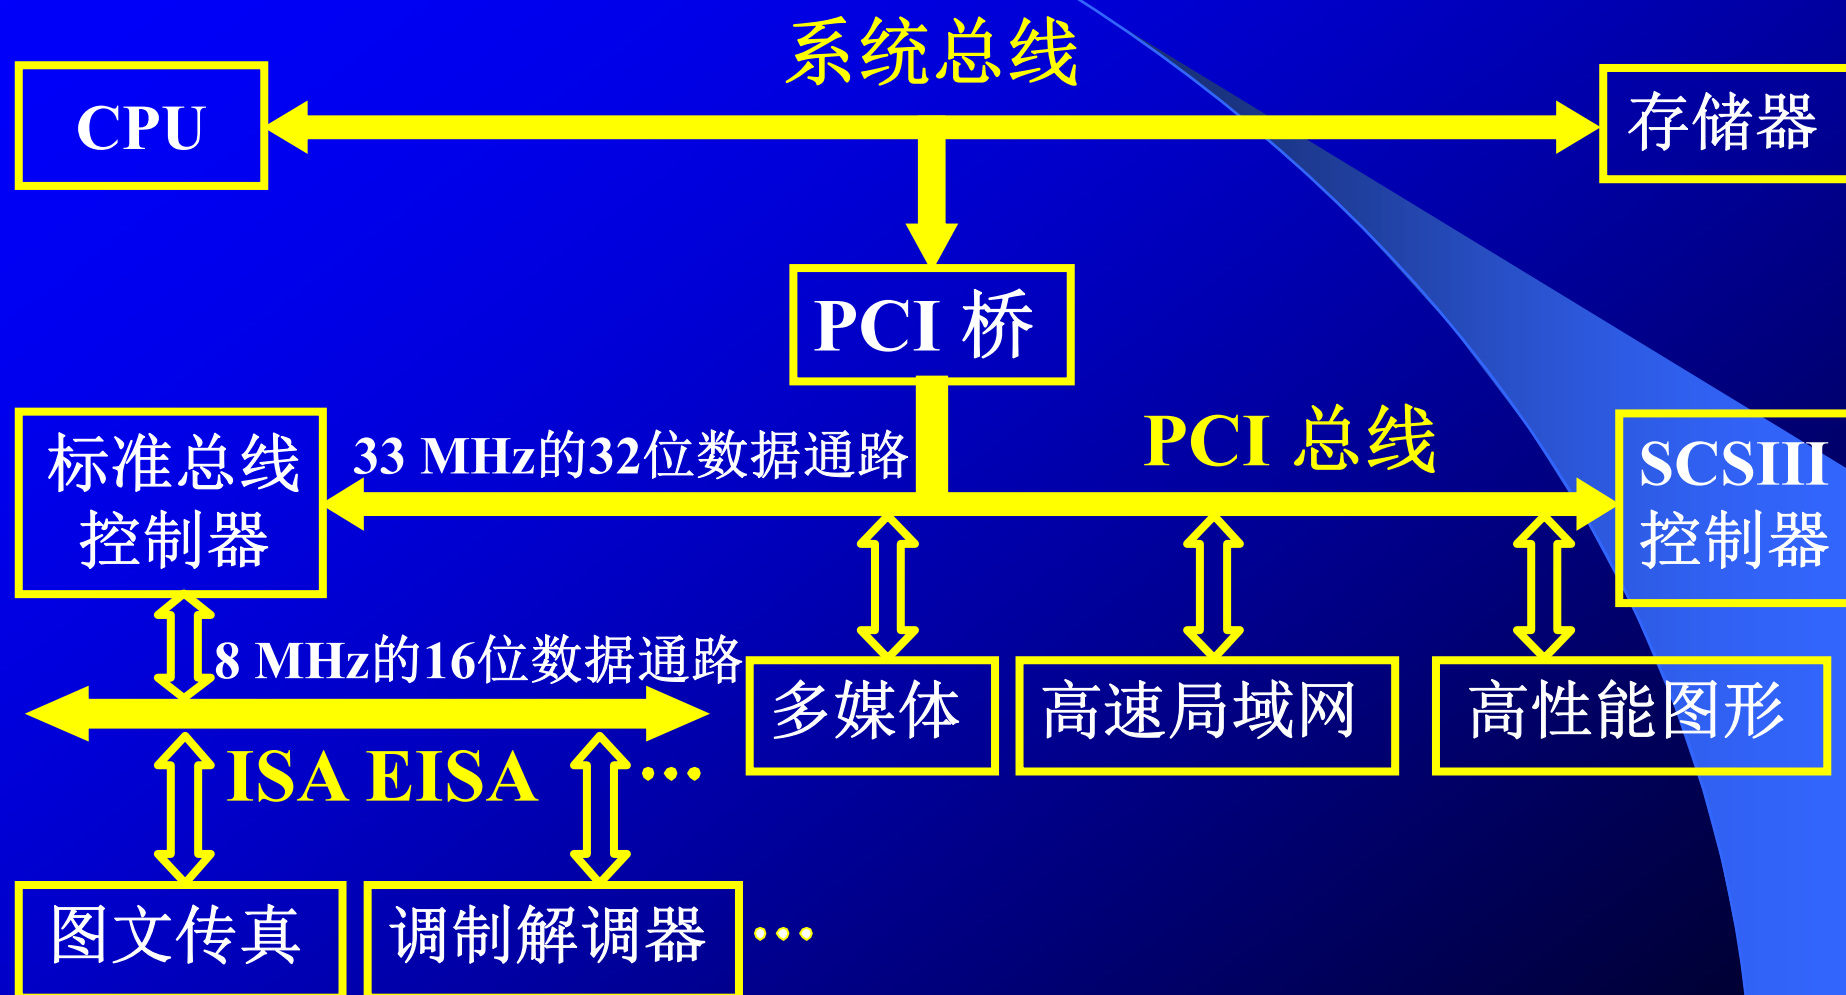 系统总线
CPU
存储器
PCI 桥
33 MHz的32位数据通路
PCI 总线
标准总线
控制器
SCSIII
控制器
8 MHz的16位数据通路
多媒体
高速局域网
高性能图形
ISA EISA
…
图文传真
调制解调器
…